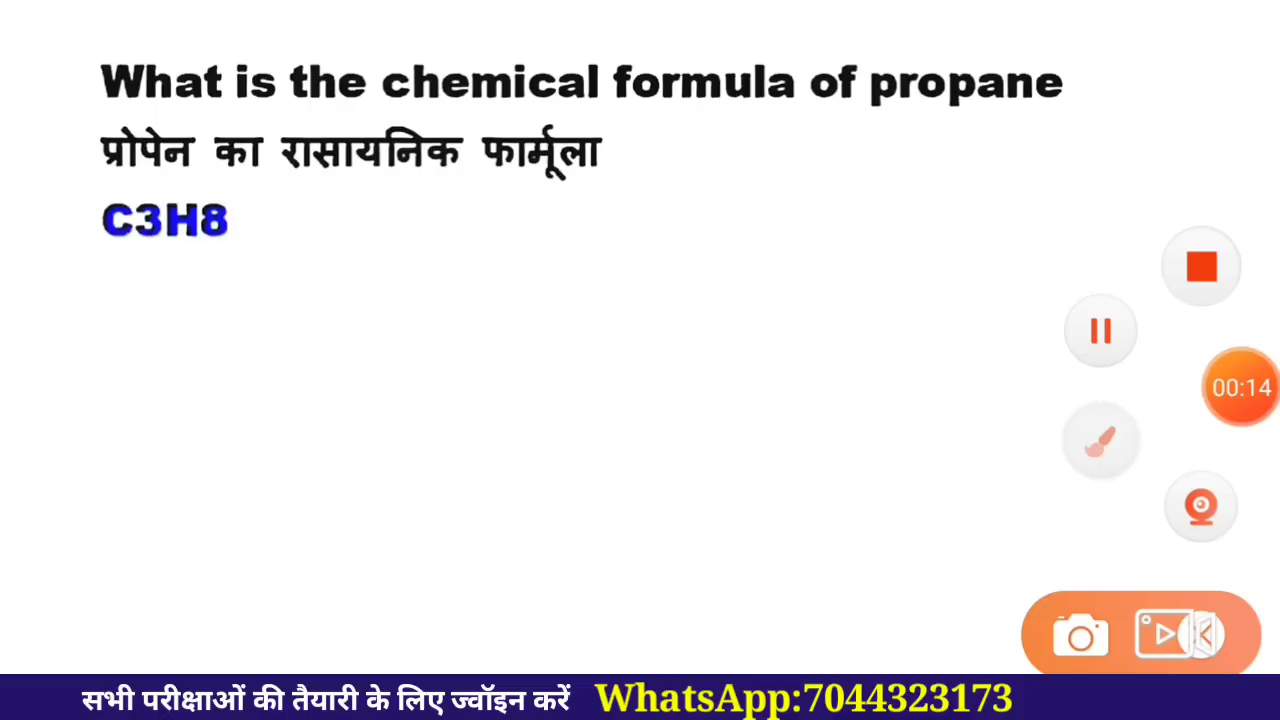 What is the chemical formula of propane
प्रोपेन का रासायनिक फार्मूला
C3H8
00:14
सभी परीक्षाओं की तैयारी के लिए ज्वॉइन करें WhatsApp:7044323173